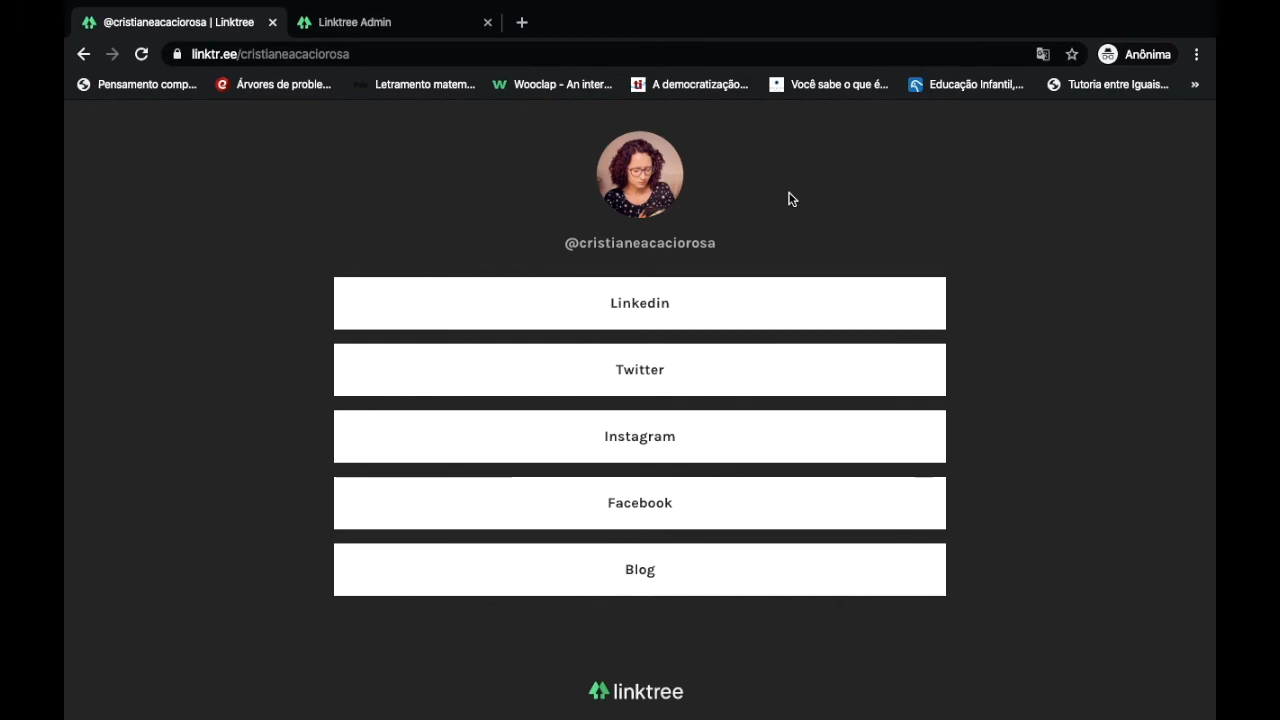 @cristianeacaciorosa | Linktree
Linktree Admin
linktr.ee/cristianeacaciorosa
Anônima
Pensamento comp...
Árvores de proble...
Letramento matem...
Wooclap - An inter...
A democratização...
Você sabe o que é...
Educação Infantil,...
Tutoria entre Iguais...
»
@cristianeacaciorosa
Linkedin
Twitter
Instagram
Facebook
Blog
linktree